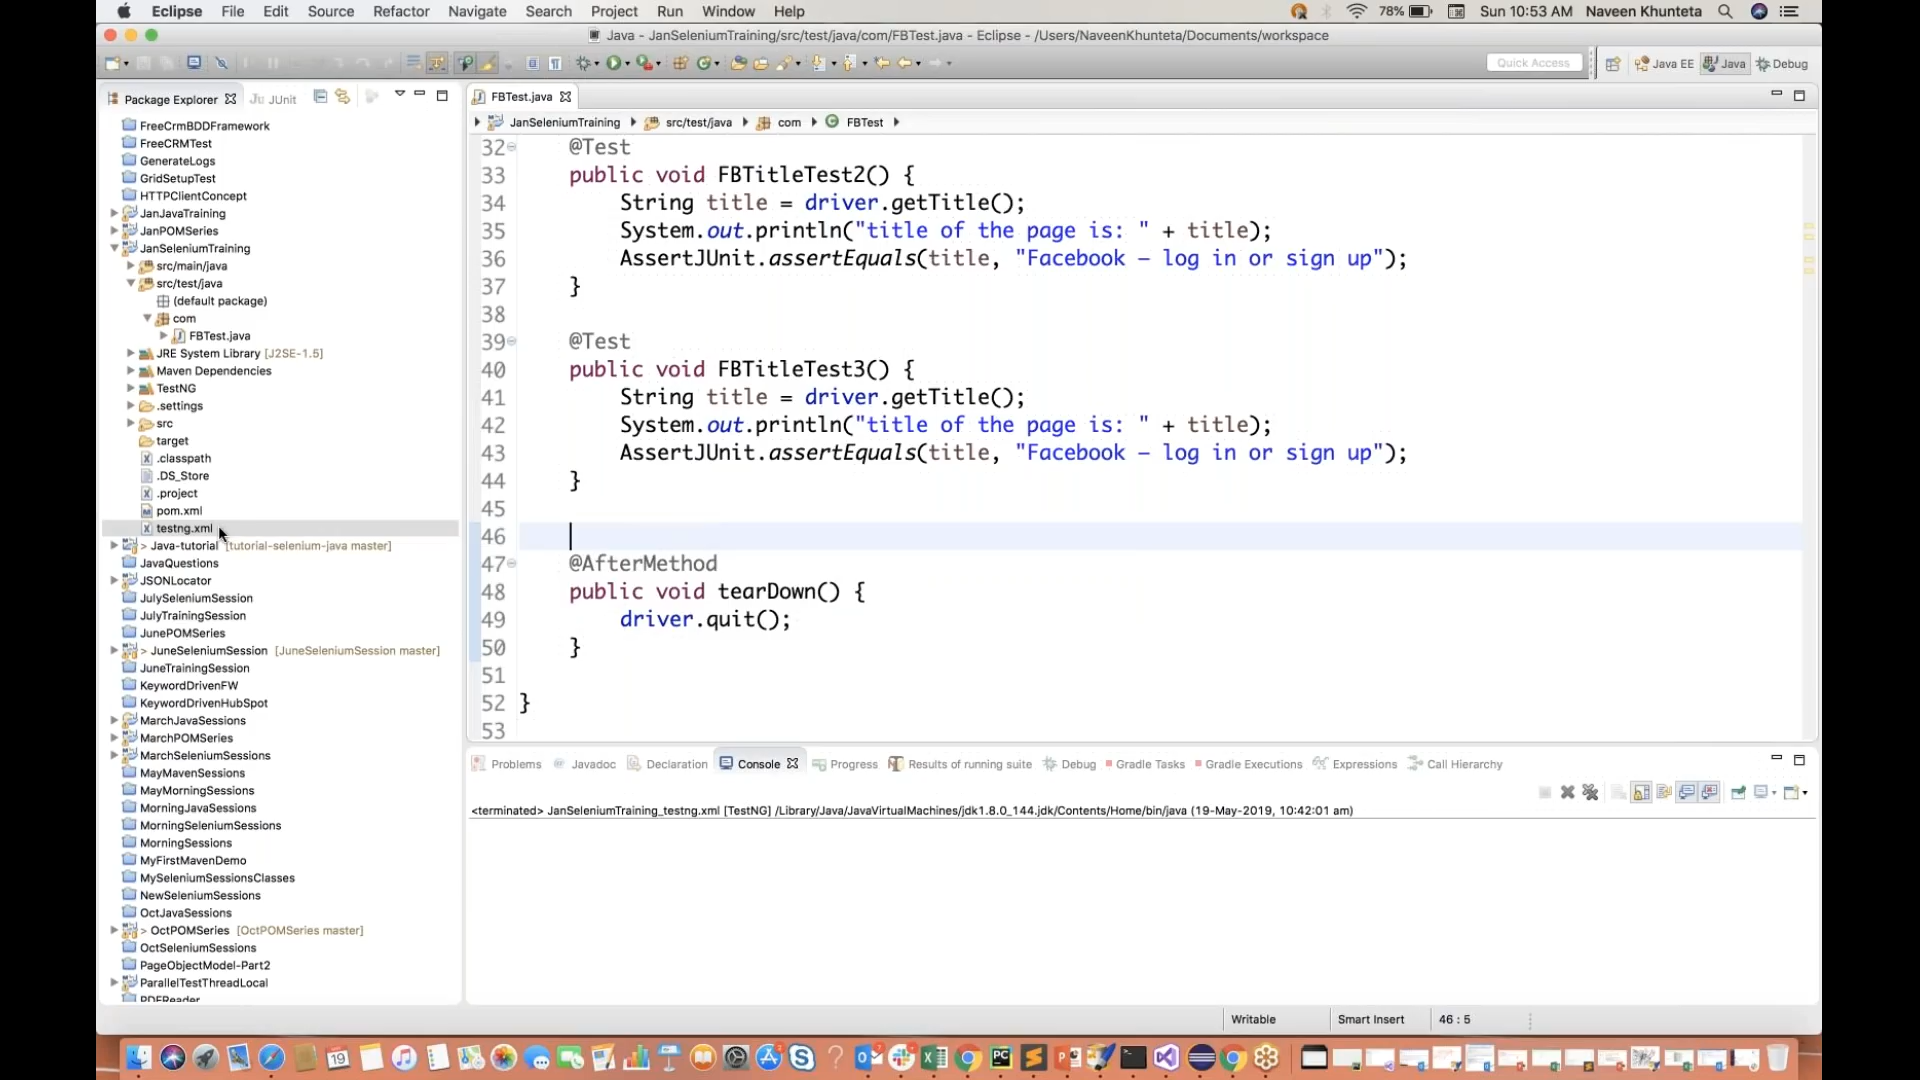 Eclipse File Edit Source Refactor Navigate Search Project Run Window Help 78% Sun 10:53 AM Naveen Khunteta
Java - JanSeleniumTraining/src/test/java/com/FBTest.java - Eclipse - /Users/NaveenKhunteta/Documents/workspace
Quick Access Java EE Java Debug
Package Explorer JUnit
FreeCrmBDDFramework
FreeCRMTest
GenerateLogs
GridSetupTest
HTTPClientConcept
JanJavaTraining
JanPOMSeries
JanSeleniumTraining
src/main/java
src/test/java
(default package)
com
FBTest.java
JRE System Library [J2SE-1.5]
Maven Dependencies
TestNG
.settings
src
target
.classpath
.DS_Store
.project
pom.xml
testng.xml
> Java-tutorial [tutorial-selenium-java master]
JavaQuestions
JSONLocator
JulySeleniumSession
JulyTrainingSession
JunePOMSeries
> JuneSeleniumSession [JuneSeleniumSession master]
JuneTrainingSession
KeywordDrivenFW
KeywordDrivenHubSpot
MarchJavaSessions
MarchPOMSeries
MarchSeleniumSessions
MayMavenSessions
MayMorningSessions
MorningJavaSessions
MorningSeleniumSessions
MorningSessions
MyFirstMavenDemo
MySeleniumSessionsClasses
NewSeleniumSessions
OctJavaSessions
> OctPOMSeries [OctPOMSeries master]
OctSeleniumSessions
PageObjectModel-Part2
ParallelTestThreadLocal
PDFReader
FBTest.java
JanSeleniumTraining src/test/java com FBTest
32 @Test
33 public void FBTitleTest2() {
34 String title = driver.getTitle();
35 System.out.println("title of the page is: " + title);
36 AssertJUnit.assertEquals(title, "Facebook – log in or sign up");
37 }
38
39 @Test
40 public void FBTitleTest3() {
41 String title = driver.getTitle();
42 System.out.println("title of the page is: " + title);
43 AssertJUnit.assertEquals(title, "Facebook – log in or sign up");
44 }
45
46
47 @AfterMethod
48 public void tearDown() {
49 driver.quit();
50 }
51
52 }
53
Problems Javadoc Declaration Console Progress Results of running suite Debug Gradle Tasks Gradle Executions Expressions Call Hierarchy
<terminated> JanSeleniumTraining_testng.xml [TestNG] /Library/Java/JavaVirtualMachines/jdk1.8.0_144.jdk/Contents/Home/bin/java (19-May-2019, 10:42:01 am)
Writable Smart Insert 46 : 5
19